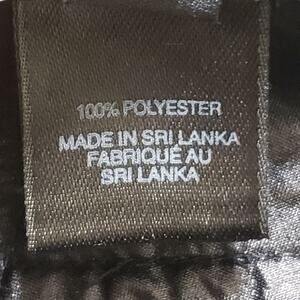 100% POLYESTER
MADE IN SRI LANKA
FABRIQUÉ AU
SRI LANKA